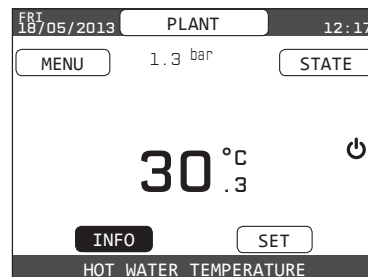 FRI
18/05/2013 PLANT 12:17
MENU 1.3 bar STATE
30.3 °C
INFO SET
HOT WATER TEMPERATURE